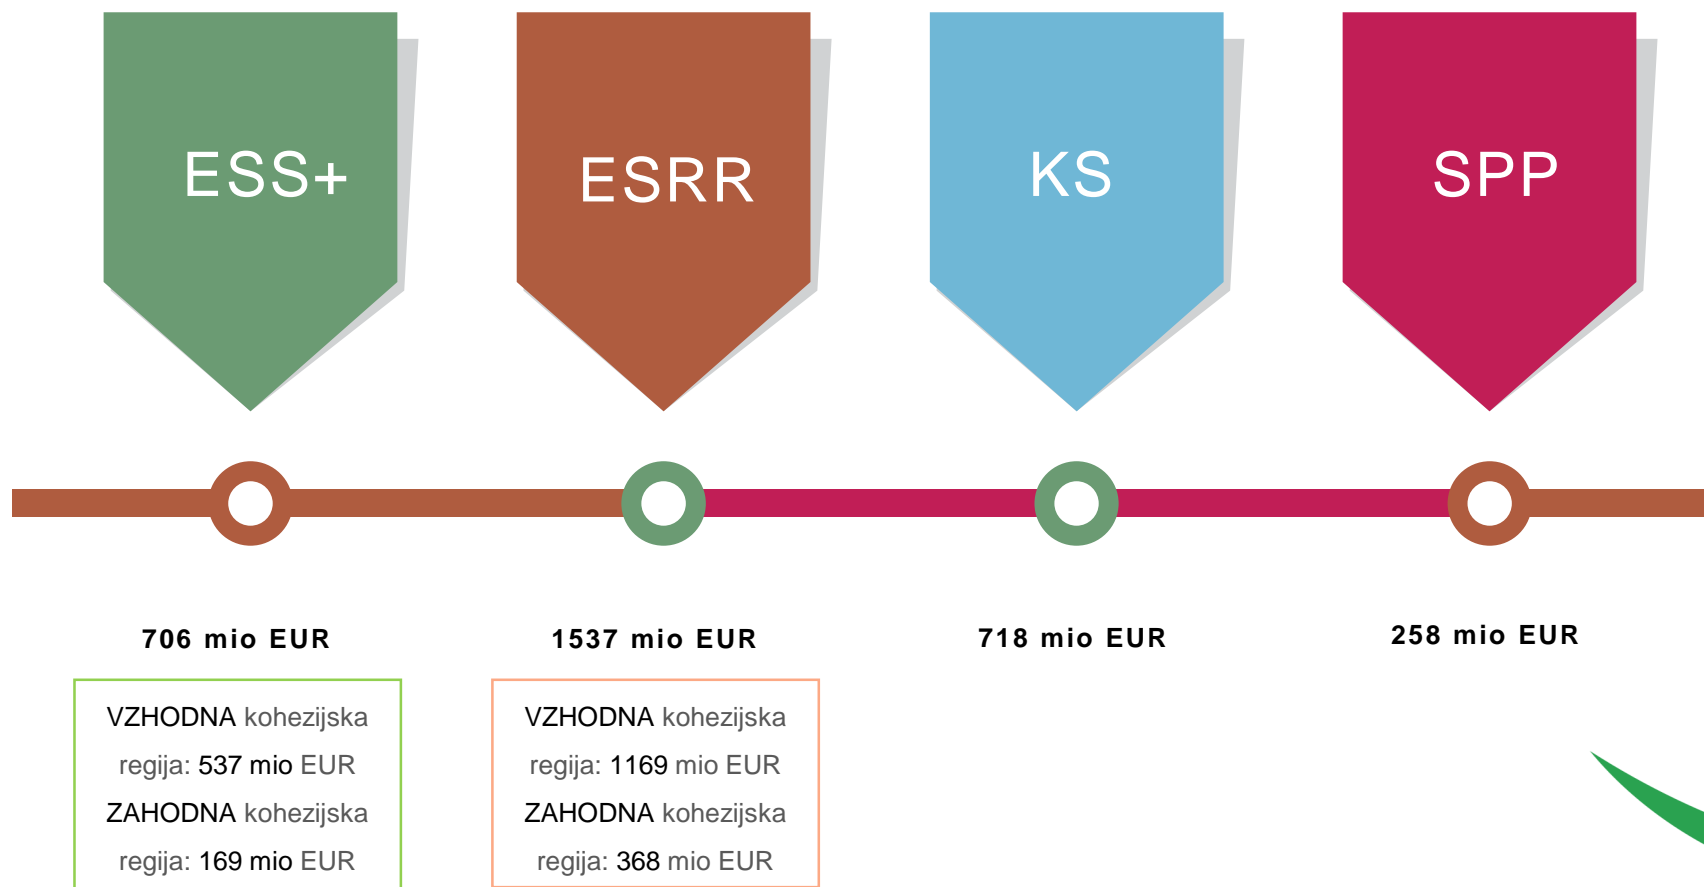 ESS+
ESRR
KS
SPP
706 mio EUR
1537 mio EUR
718 mio EUR
258 mio EUR
VZHODNA kohezijska
regija: 537 mio EUR
ZAHODNA kohezijska
regija: 169 mio EUR
VZHODNA kohezijska
regija: 1169 mio EUR
ZAHODNA kohezijska
regija: 368 mio EUR